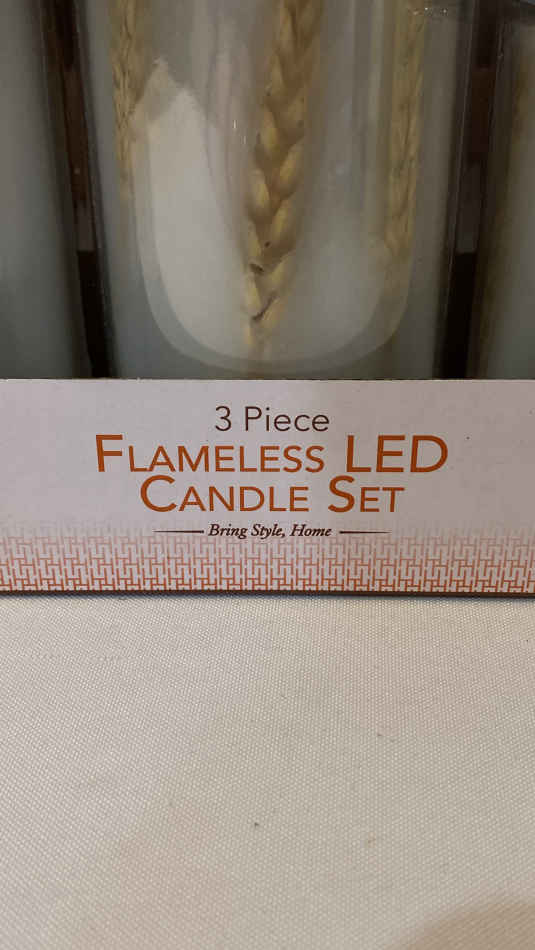 3 Piece
FLAMELESS LED
CANDLE SET
Bring Style, Home